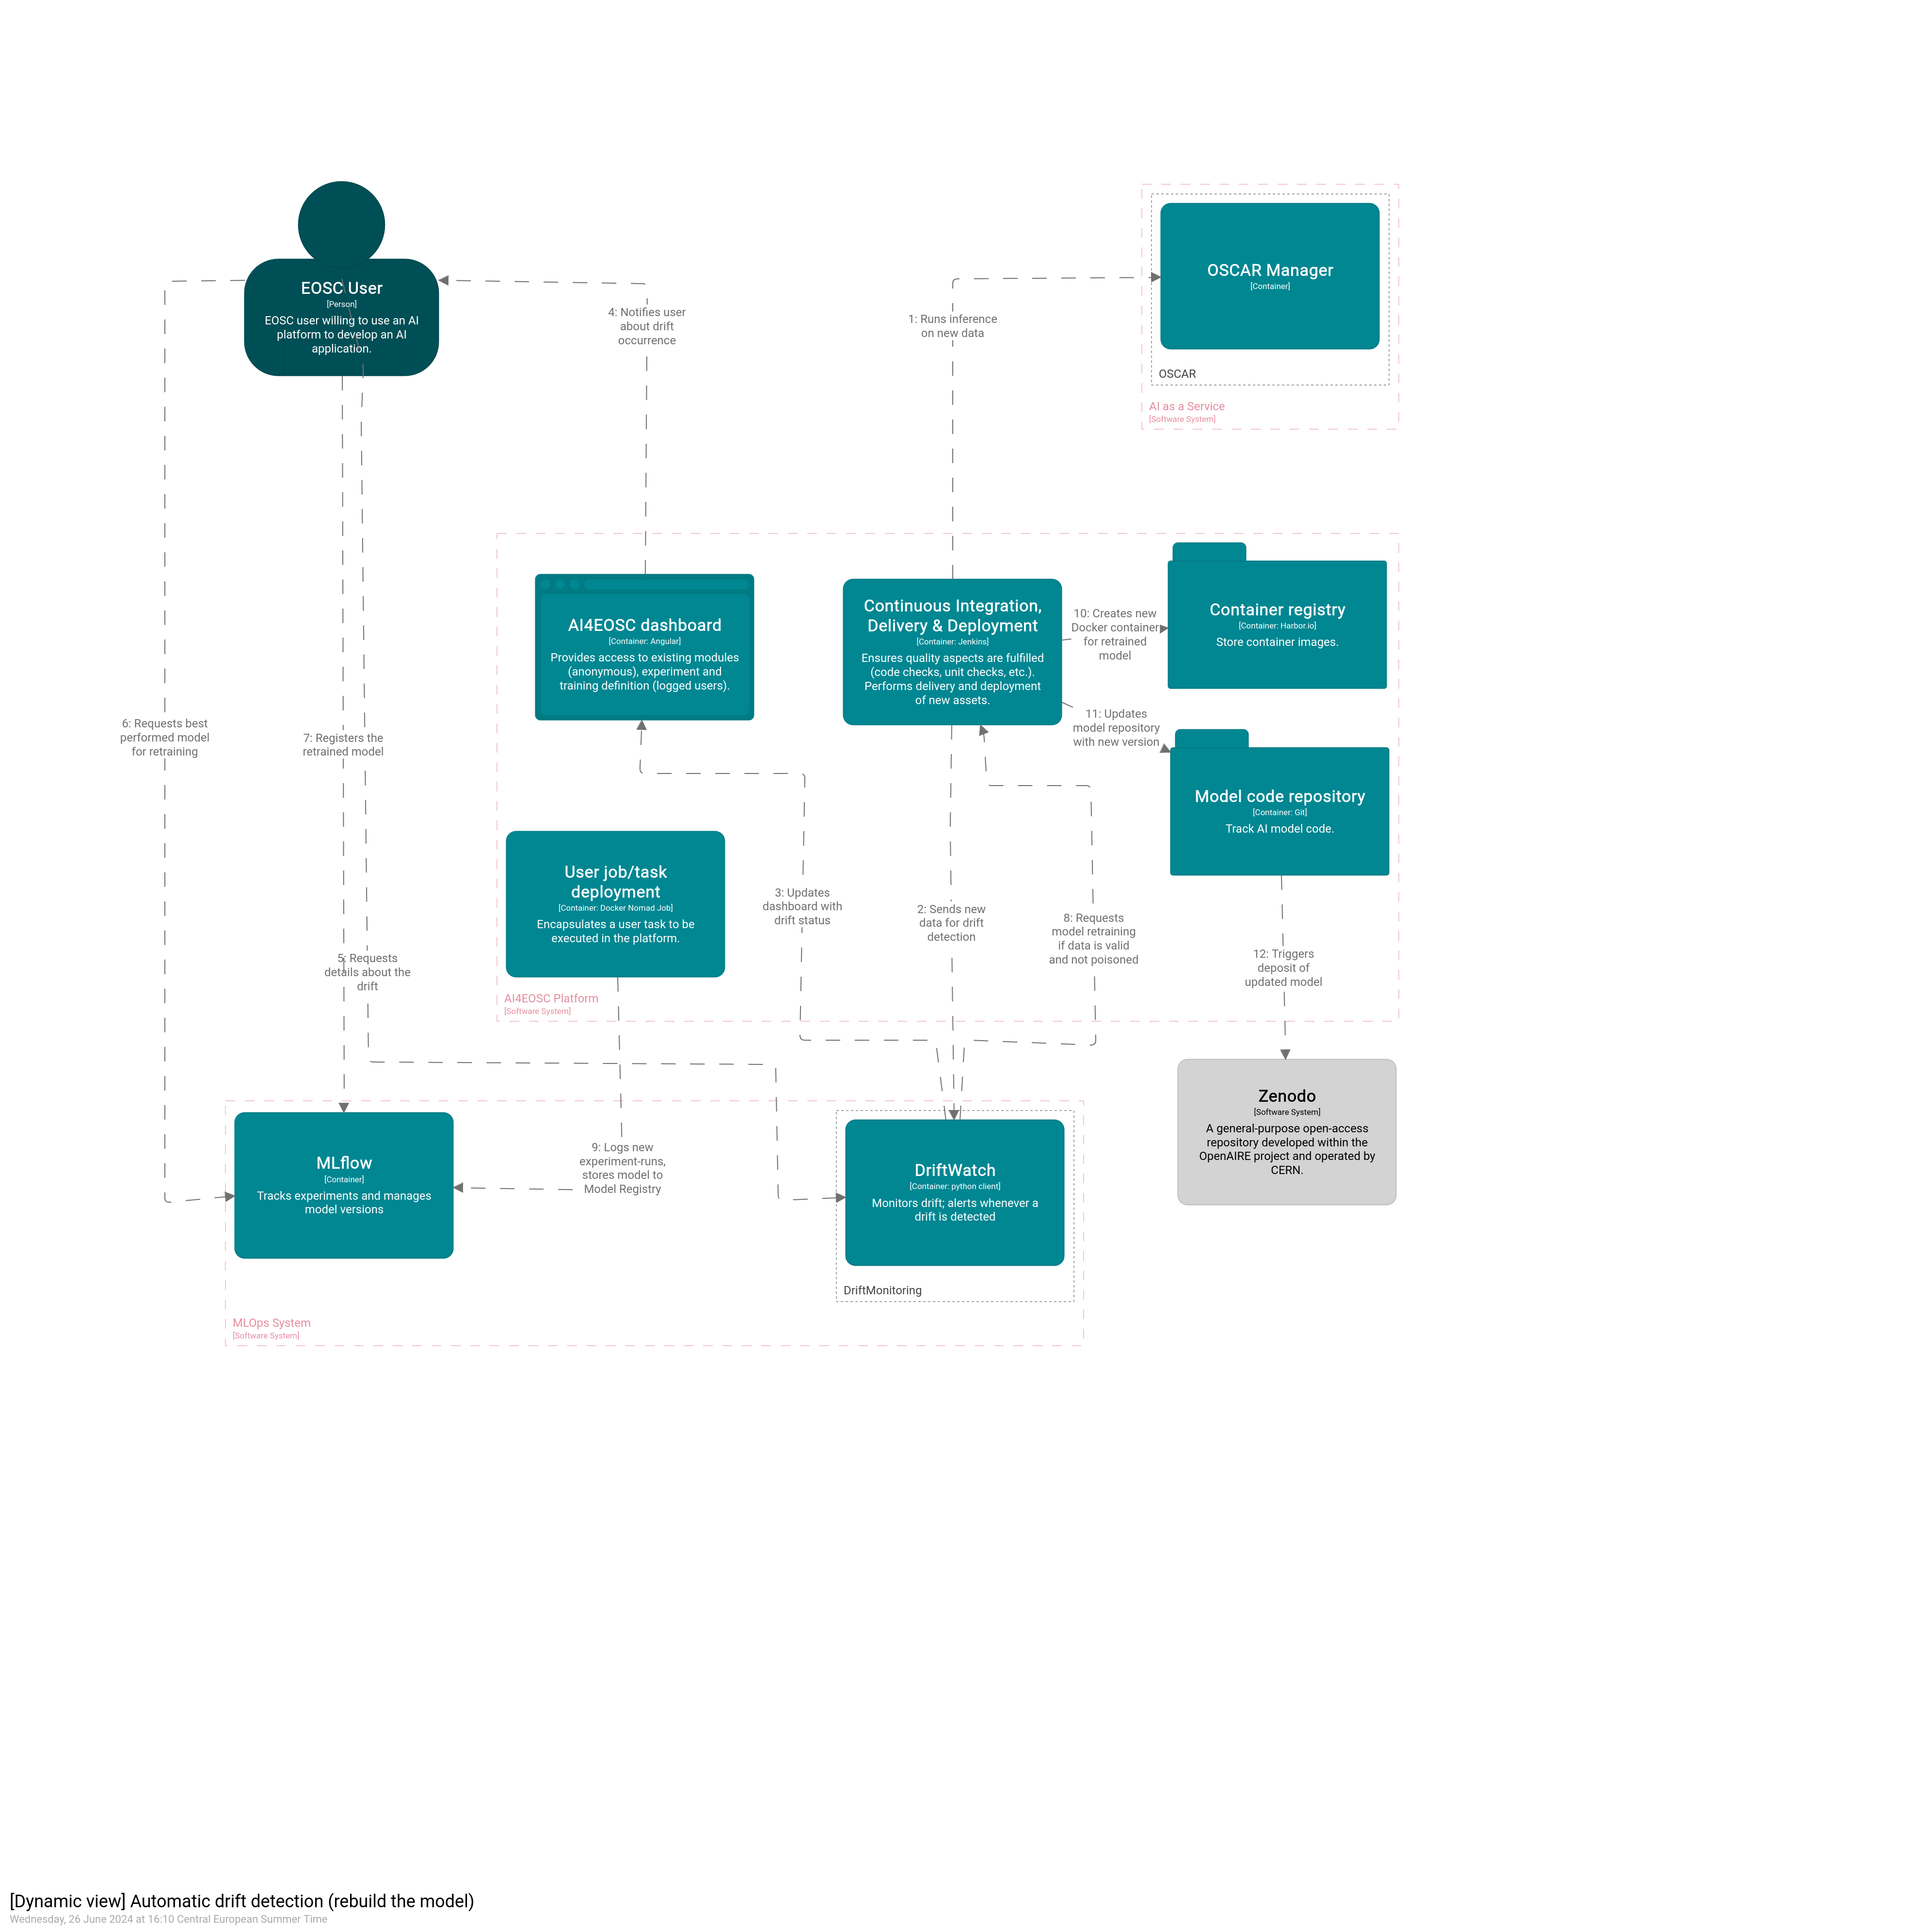 EOSC User
[Person]
EOSC user willing to use an AI
platform to develop an AI
application.
4: Notifies user
about drift
occurrence
1: Runs inference
on new data
OSCAR Manager
[Container]
OSCAR
AI as a Service
[Software System]
AI4EOSC dashboard
[Container: Angular]
Provides access to existing modules
(anonymous), experiment and
training definition (logged users).
Continuous Integration,
Delivery & Deployment
[Container: Jenkins]
Ensures quality aspects are fulfilled
(code checks, unit checks, etc.).
Performs delivery and deployment
of new assets.
10: Creates new
Docker container
for retrained
model
Container registry
[Container: Harbor.io]
Store container images.
11: Updates
model repository
with new version
Model code repository
[Container: Git]
Track AI model code.
6: Requests best
performed model
for retraining
7: Registers the
retrained model
User job/task
deployment
[Container: Docker Nomad Job]
Encapsulates a user task to be
executed in the platform.
3: Updates
dashboard with
drift status
2: Sends new
data for drift
detection
8: Requests
model retraining
if data is valid
and not poisoned
12: Triggers
deposit of
updated model
5: Requests
details about the
drift
AI4EOSC Platform
[Software System]
Zenodo
[Software System]
A general-purpose open-access
repository developed within the
OpenAIRE project and operated by
CERN.
MLflow
[Container]
Tracks experiments and manages
model versions
9: Logs new
experiment-runs,
stores model to
Model Registry
DriftWatch
[Container: python client]
Monitors drift; alerts whenever a
drift is detected
DriftMonitoring
MLOps System
[Software System]
[Dynamic view] Automatic drift detection (rebuild the model)
Wednesday, 26 June 2024 at 16:10 Central European Summer Time